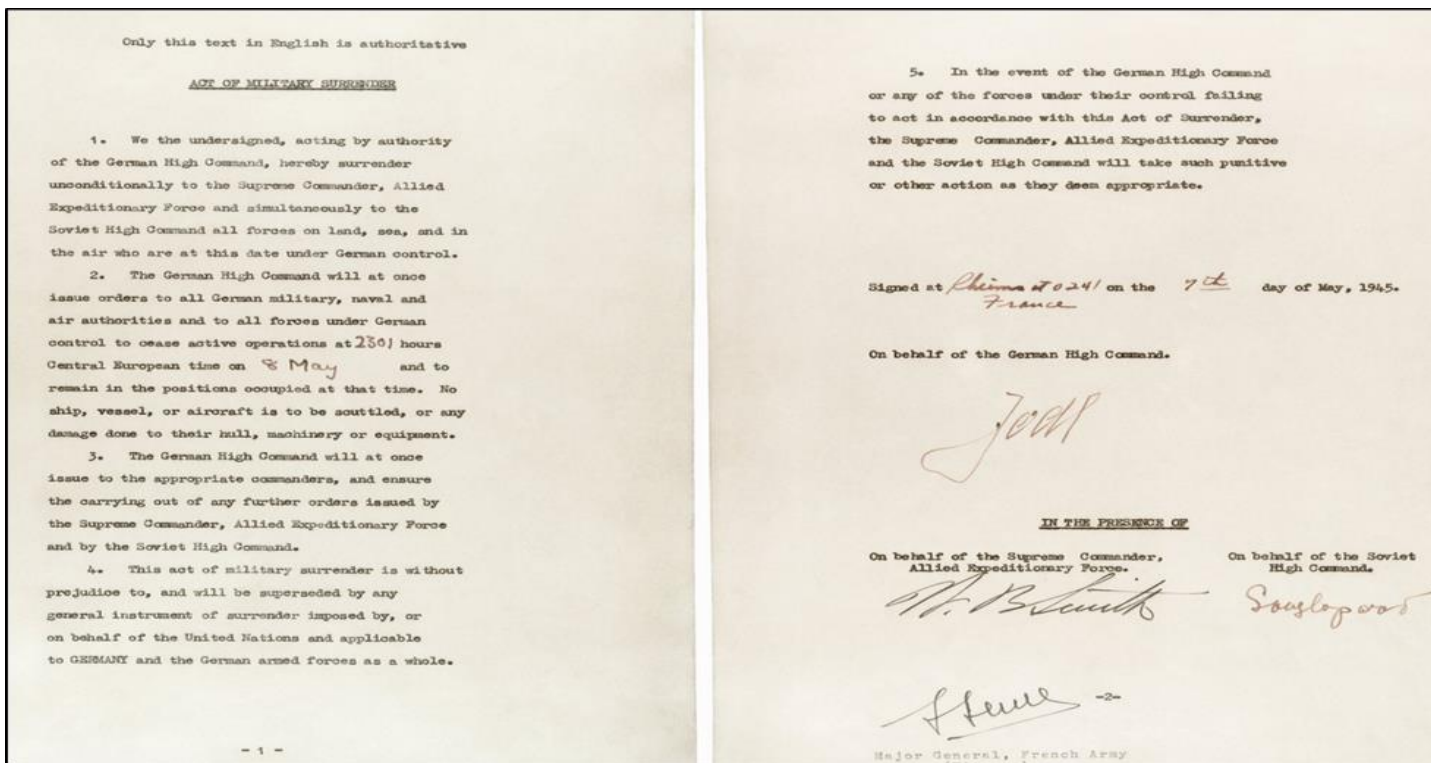 Only this text in English is authoritative
ACT OF MILITARY SURRENDER
1. We the undersigned, acting by authority
of the German High Command, hereby surrender
unconditionally to the Supreme Commander, Allied
Expeditionary Force and simultaneously to the
Soviet High Command all forces on land, sea, and in
the air who are at this date under German control.
2. The German High Command will at once
issue orders to all German military, naval and
air authorities and to all forces under German
control to cease active operations at 2301 hours
Central European time on 8 May and to
remain in the positions occupied at that time. No
ship, vessel, or aircraft is to be scuttled, or any
damage done to their hull, machinery or equipment.
3. The German High Command will at once
issue to the appropriate commanders, and ensure
the carrying out of any further orders issued by
the Supreme Commander, Allied Expeditionary Force
and by the Soviet High Command.
4. This act of military surrender is without
prejudice to, and will be superseded by any
general instrument of surrender imposed by, or
on behalf of the United Nations and applicable
to GERMANY and the German armed forces as a whole.
- 1 -
5. In the event of the German High Command
or any of the forces under their control failing
to act in accordance with this Act of Surrender,
the Supreme Commander, Allied Expeditionary Force
and the Soviet High Command will take such punitive
or other action as they deem appropriate.
Signed at Rheims at 0241 on the 7th day of May, 1945.
France
On behalf of the German High Command.
Jodl
IN THE PRESENCE OF
On behalf of the Supreme Commander,
Allied Expeditionary Force.
On behalf of the Soviet
High Command.
W. B. Smith
-2-
Major General, French Army